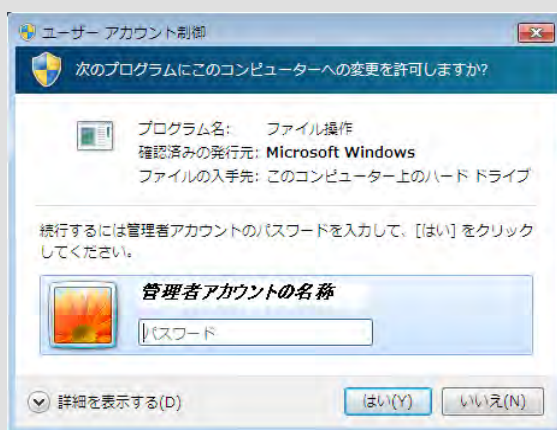 ユーザー アカウント制御
次のプログラムにこのコンピューターへの変更を許可しますか?
プログラム名: ファイル操作
確認済みの発行元: Microsoft Windows
ファイルの入手先: このコンピューター上のハード ドライブ
続行するには管理者アカウントのパスワードを入力して、[はい] をクリック
してください。
管理者アカウントの名称
パスワード
詳細を表示する(D)
はい(Y)
いいえ(N)